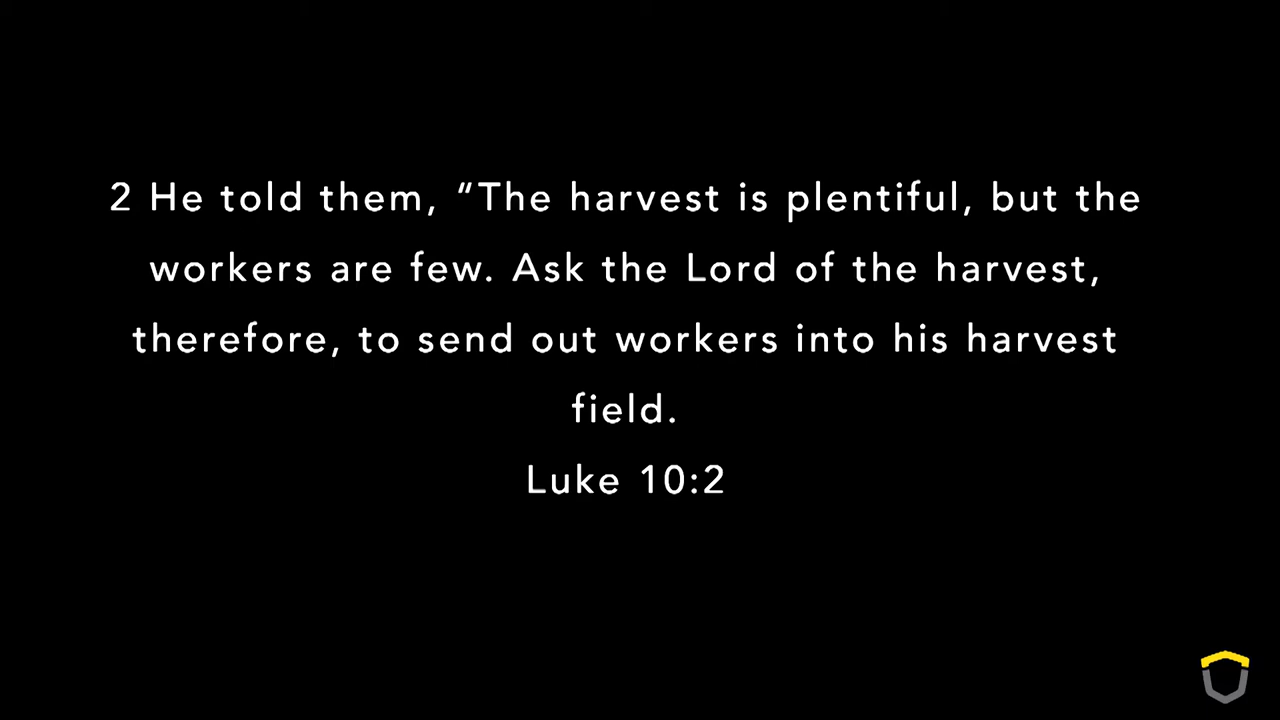 2 He told them, “The harvest is plentiful, but the
workers are few. Ask the Lord of the harvest,
therefore, to send out workers into his harvest
field.
Luke 10:2